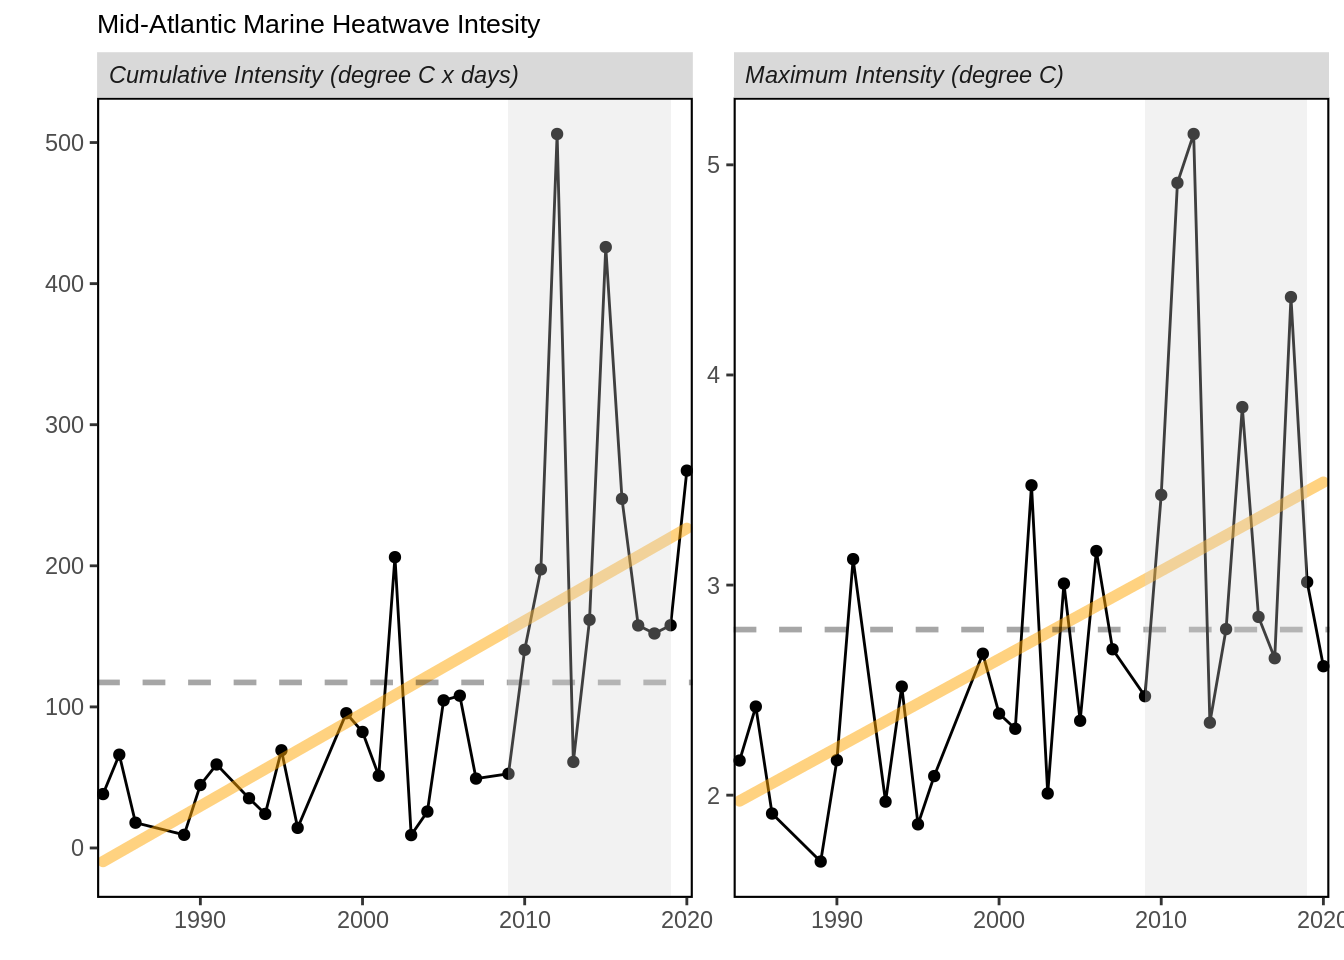 Mid-Atlantic Marine Heatwave Intesity
Cumulative Intensity (degree C x days)
500
400
300
200
100
0
1990 2000 2010 2020
Maximum Intensity (degree C)
5
4
3
2
1990 2000 2010 2020